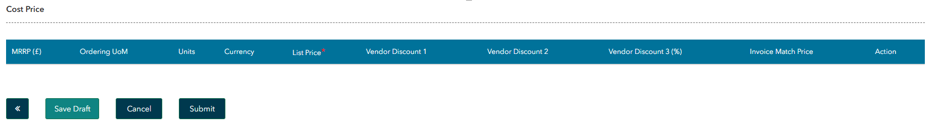 Cost Price
MRRP (£) Ordering UoM Units Currency List Price* Vendor Discount 1 Vendor Discount 2 Vendor Discount 3 (%) Invoice Match Price Action
« Save Draft Cancel Submit